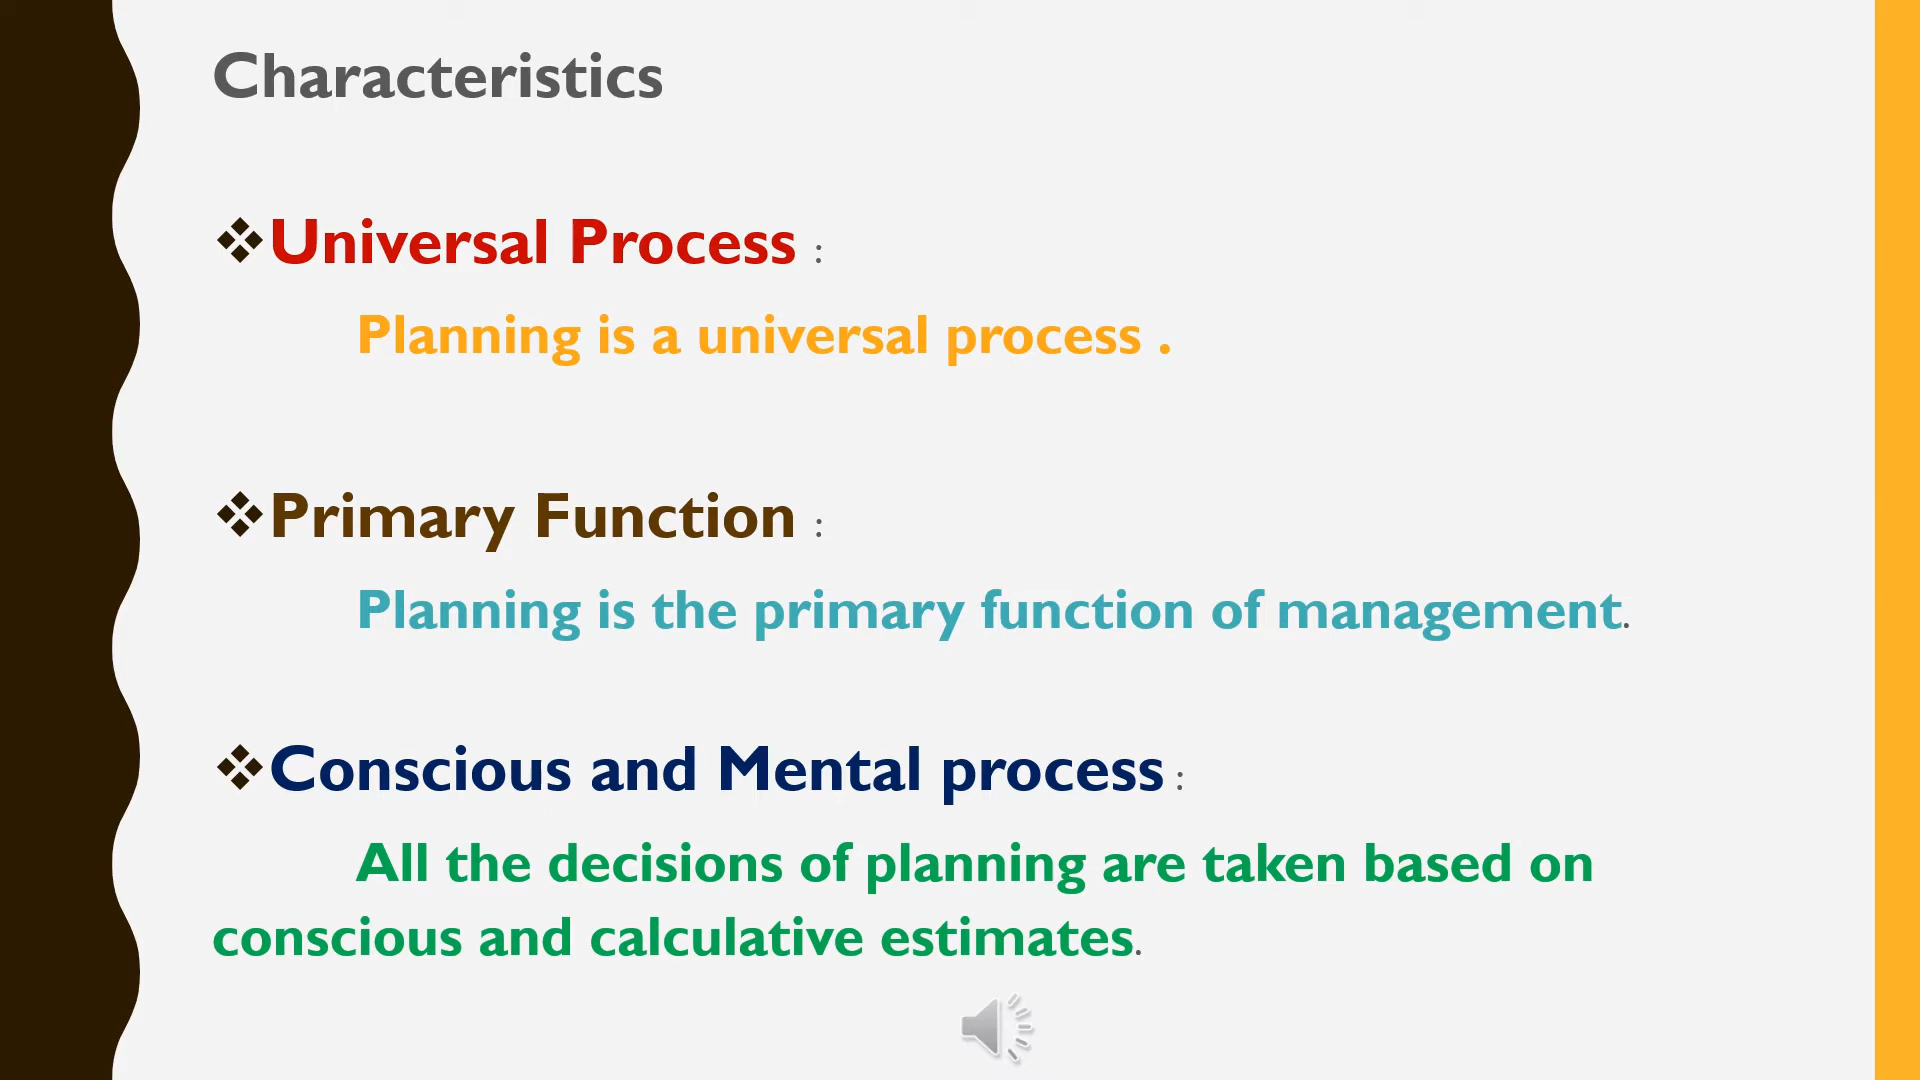 Characteristics
❖Universal Process :
Planning is a universal process .
❖Primary Function :
Planning is the primary function of management.
❖Conscious and Mental process :
All the decisions of planning are taken based on
conscious and calculative estimates.